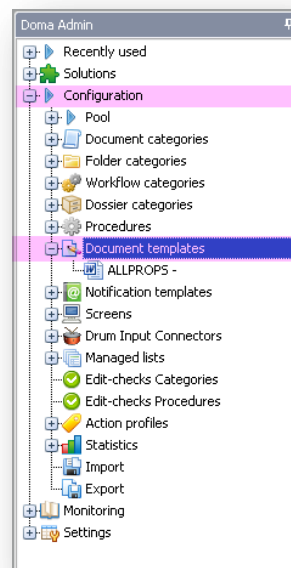 Doma Admin
Recently used
Solutions
Configuration
Pool
Document categories
Folder categories
Workflow categories
Dossier categories
Procedures
Document templates
ALLPROPS -
Notification templates
Screens
Drum Input Connectors
Managed lists
Edit-checks Categories
Edit-checks Procedures
Action profiles
Statistics
Import
Export
Monitoring
Settings